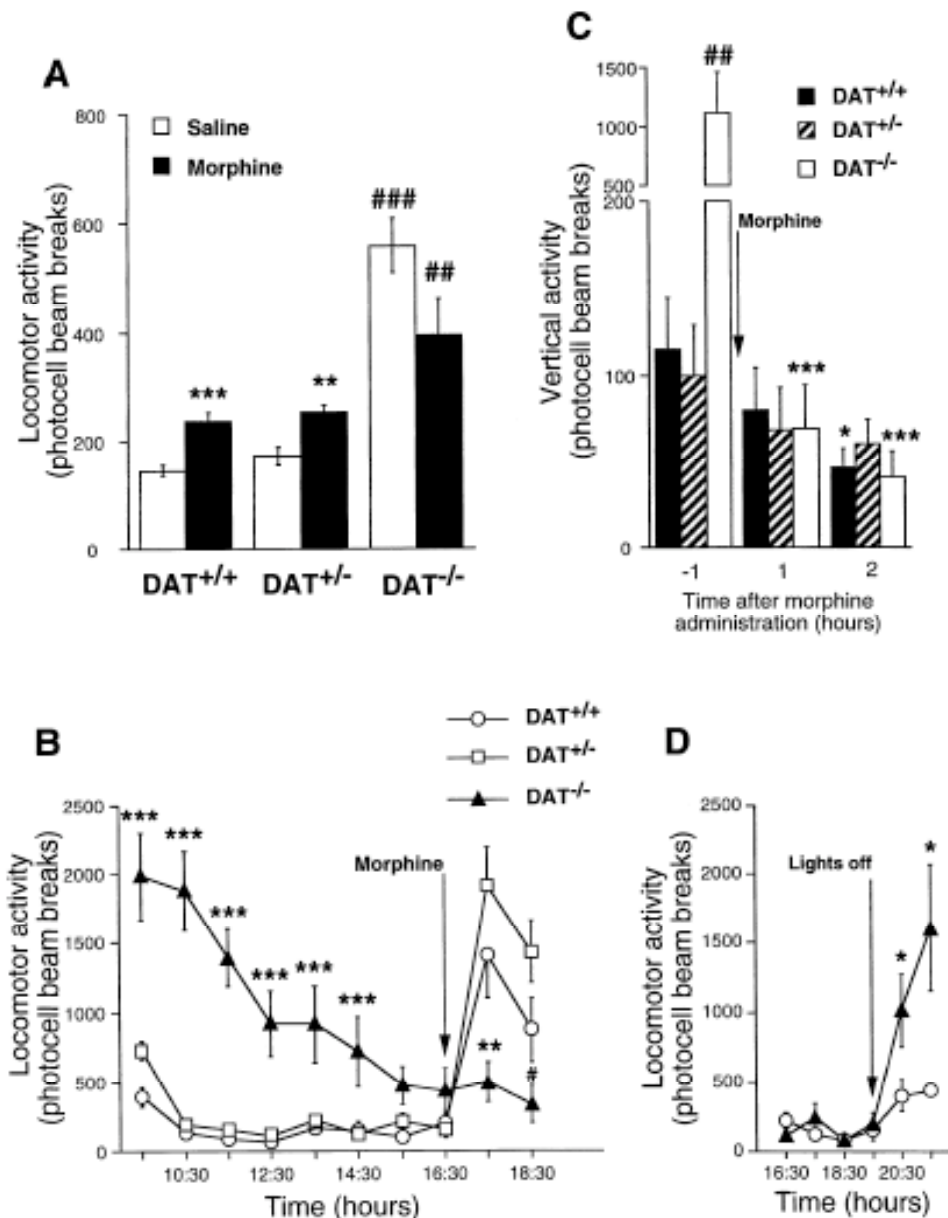 A
800
600
400
200
0
Locomotor activity
(photocell beam breaks)
Saline
Morphine
***
**
###
##
DAT+/+
DAT+/-
DAT-/-
C
1500
1000
500
200
100
0
Vertical activity
(photocell beam breaks)
##
DAT+/+
DAT+/-
DAT-/-
Morphine
***
*
***
-1
1
2
Time after morphine
administration (hours)
B
DAT+/+
DAT+/-
DAT-/-
2500
2000
1500
1000
500
0
Locomotor activity
(photocell beam breaks)
***
***
***
***
***
***
Morphine
**
#
10:30
12:30
14:30
16:30
18:30
Time (hours)
D
2500
2000
1500
1000
500
0
Locomotor activity
(photocell beam breaks)
Lights off
*
*
16:30
18:30
20:30
Time (hours)